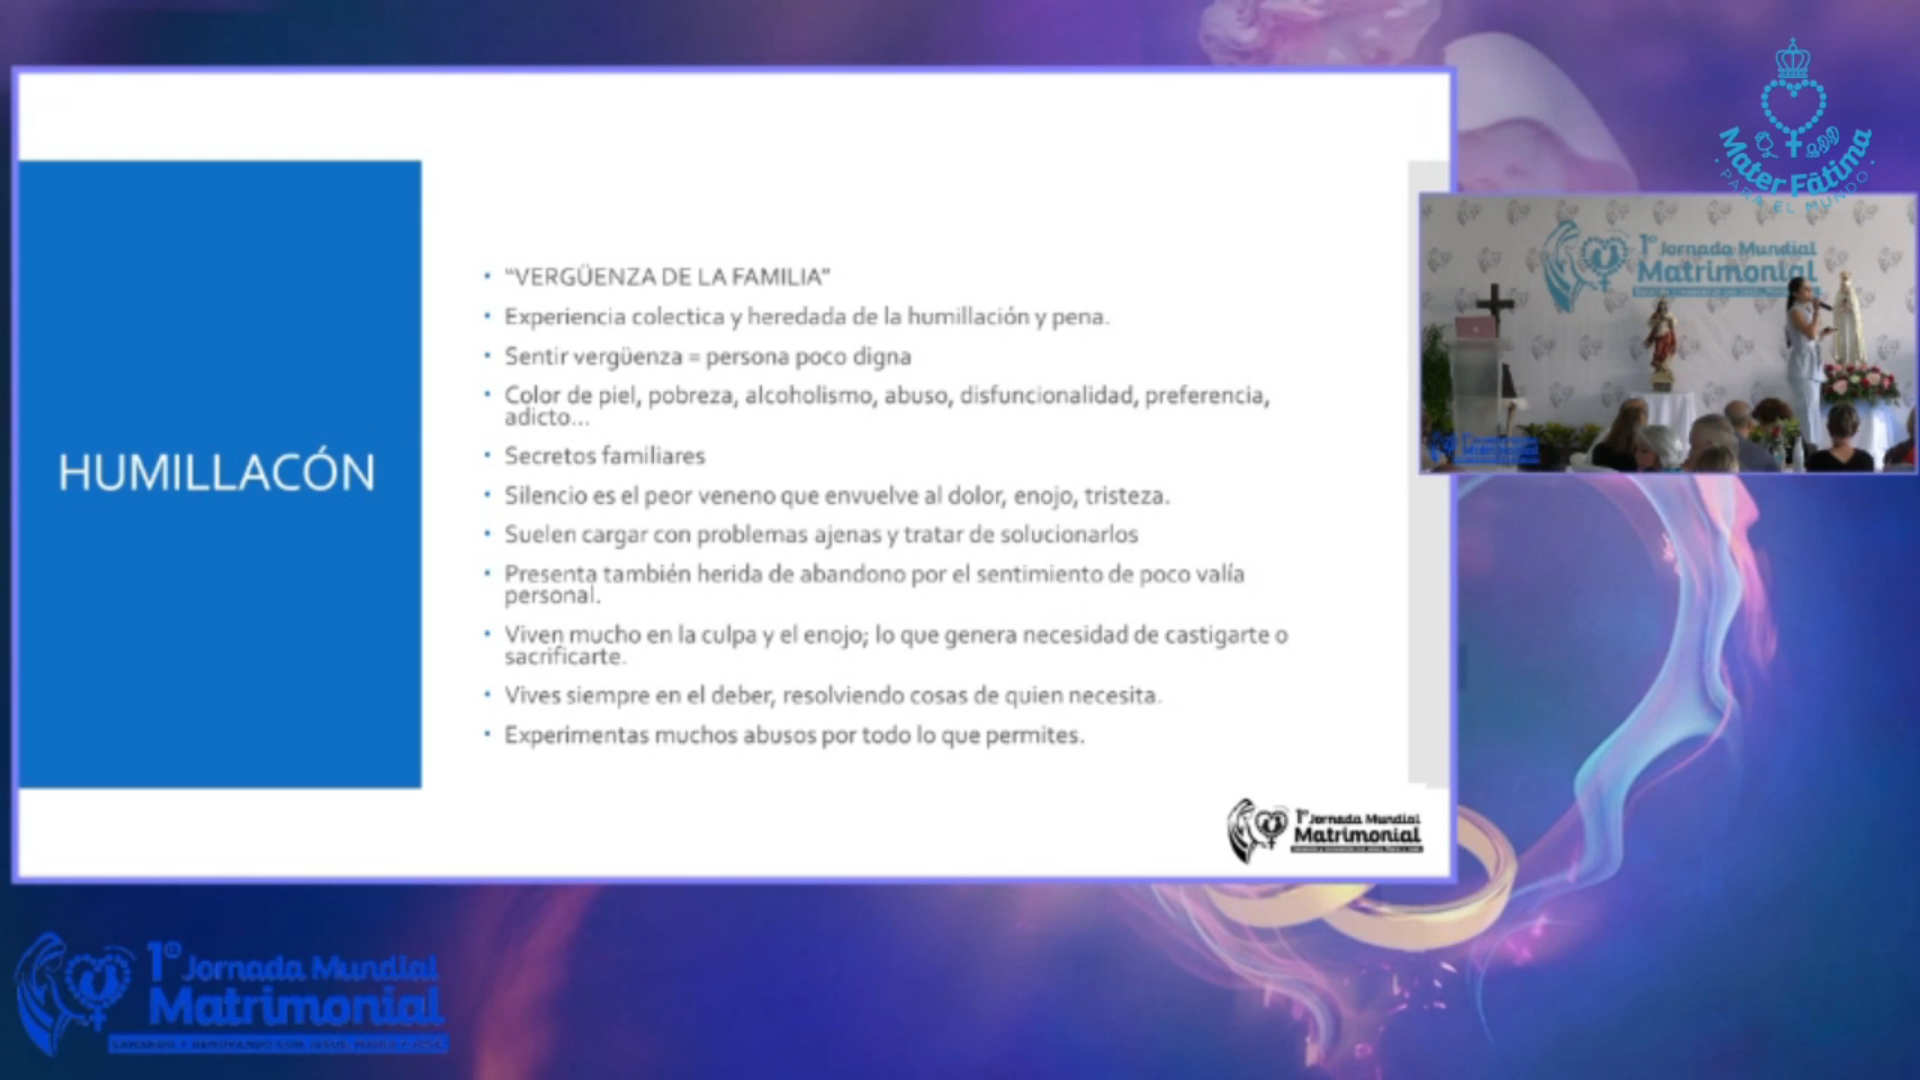 Mater Fátima
PARA EL MUNDO
1º Jornada Mundial
Matrimonial
HUMILLACÓN
• “VERGÜENZA DE LA FAMILIA”
• Experiencia colectica y heredada de la humillación y pena.
• Sentir vergüenza = persona poco digna
• Color de piel, pobreza, alcoholismo, abuso, disfuncionalidad, preferencia,
adicto...
• Secretos familiares
• Silencio es el peor veneno que envuelve al dolor, enojo, tristeza.
• Suelen cargar con problemas ajenas y tratar de solucionarlos
• Presenta también herida de abandono por el sentimiento de poco valía
personal.
• Viven mucho en la culpa y el enojo; lo que genera necesidad de castigarte o
sacrificarte.
• Vives siempre en el deber, resolviendo cosas de quien necesita.
• Experimentas muchos abusos por todo lo que permites.
1º Jornada Mundial
Matrimonial
1º Jornada Mundial
Matrimonial